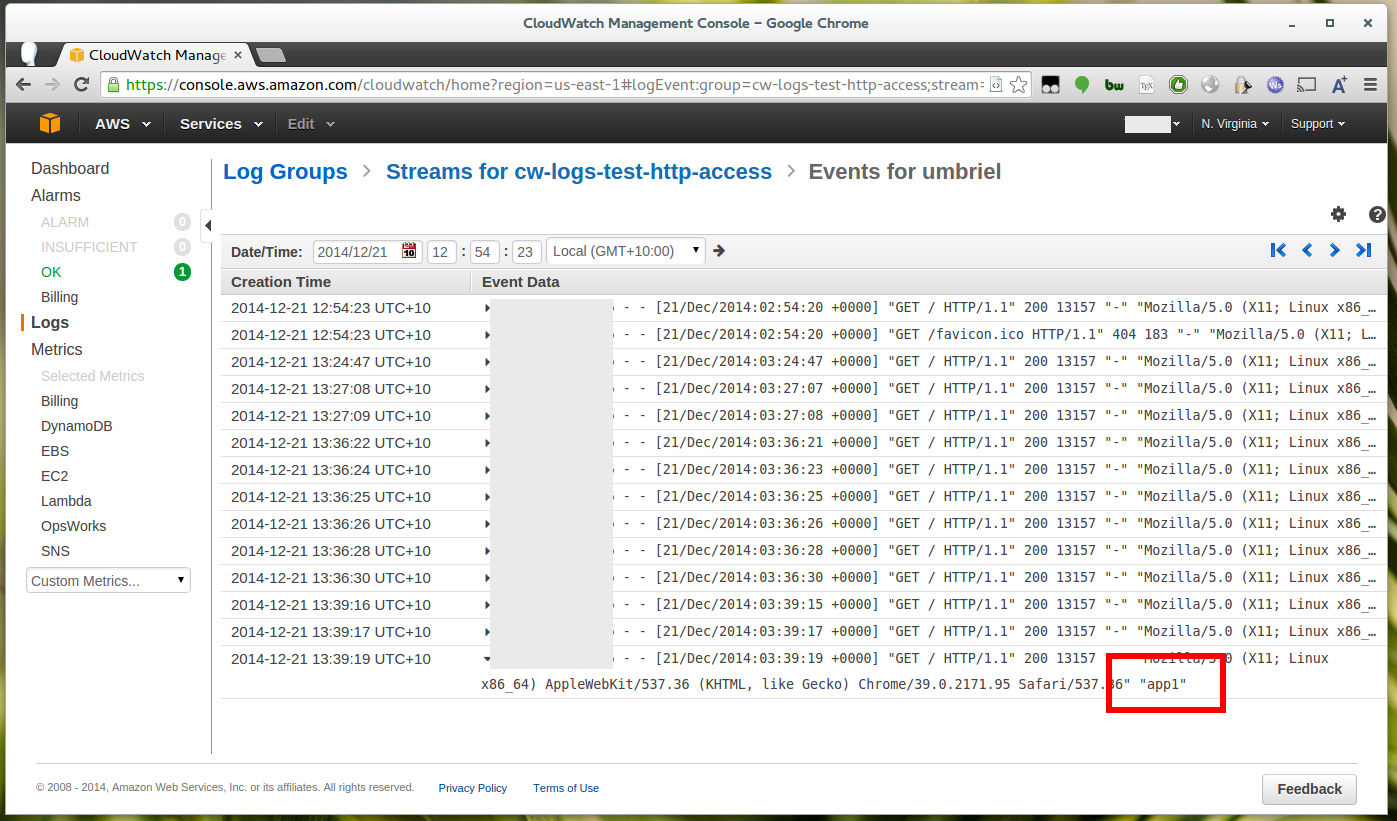 CloudWatch Management Console - Google Chrome
CloudWatch Manage
https://console.aws.amazon.com/cloudwatch/home?region=us-east-1#logEvent:group=cw-logs-test-http-access;stream=
AWS Services Edit N. Virginia Support
Dashboard
Alarms
ALARM 0
INSUFFICIENT 0
OK 1
Billing
Logs
Metrics
Selected Metrics
Billing
DynamoDB
EBS
EC2
Lambda
OpsWorks
SNS
Custom Metrics...
Log Groups > Streams for cw-logs-test-http-access > Events for umbriel
Date/Time: 2014/12/21 10 12 : 54 : 23 Local (GMT+10:00)
Creation Time Event Data
2014-12-21 12:54:23 UTC+10 - - [21/Dec/2014:02:54:20 +0000] "GET / HTTP/1.1" 200 13157 "-" "Mozilla/5.0 (X11; Linux x86_…
2014-12-21 12:54:23 UTC+10 - - [21/Dec/2014:02:54:20 +0000] "GET /favicon.ico HTTP/1.1" 404 183 "-" "Mozilla/5.0 (X11; L…
2014-12-21 13:24:47 UTC+10 - - [21/Dec/2014:03:24:47 +0000] "GET / HTTP/1.1" 200 13157 "-" "Mozilla/5.0 (X11; Linux x86_…
2014-12-21 13:27:08 UTC+10 - - [21/Dec/2014:03:27:07 +0000] "GET / HTTP/1.1" 200 13157 "-" "Mozilla/5.0 (X11; Linux x86_…
2014-12-21 13:27:09 UTC+10 - - [21/Dec/2014:03:27:08 +0000] "GET / HTTP/1.1" 200 13157 "-" "Mozilla/5.0 (X11; Linux x86_…
2014-12-21 13:36:22 UTC+10 - - [21/Dec/2014:03:36:21 +0000] "GET / HTTP/1.1" 200 13157 "-" "Mozilla/5.0 (X11; Linux x86_…
2014-12-21 13:36:24 UTC+10 - - [21/Dec/2014:03:36:23 +0000] "GET / HTTP/1.1" 200 13157 "-" "Mozilla/5.0 (X11; Linux x86_…
2014-12-21 13:36:25 UTC+10 - - [21/Dec/2014:03:36:25 +0000] "GET / HTTP/1.1" 200 13157 "-" "Mozilla/5.0 (X11; Linux x86_…
2014-12-21 13:36:26 UTC+10 - - [21/Dec/2014:03:36:26 +0000] "GET / HTTP/1.1" 200 13157 "-" "Mozilla/5.0 (X11; Linux x86_…
2014-12-21 13:36:28 UTC+10 - - [21/Dec/2014:03:36:28 +0000] "GET / HTTP/1.1" 200 13157 "-" "Mozilla/5.0 (X11; Linux x86_…
2014-12-21 13:36:30 UTC+10 - - [21/Dec/2014:03:36:30 +0000] "GET / HTTP/1.1" 200 13157 "-" "Mozilla/5.0 (X11; Linux x86_…
2014-12-21 13:39:16 UTC+10 - - [21/Dec/2014:03:39:15 +0000] "GET / HTTP/1.1" 200 13157 "-" "Mozilla/5.0 (X11; Linux x86_…
2014-12-21 13:39:17 UTC+10 - - [21/Dec/2014:03:39:17 +0000] "GET / HTTP/1.1" 200 13157 "-" "Mozilla/5.0 (X11; Linux x86_…
2014-12-21 13:39:19 UTC+10 - - [21/Dec/2014:03:39:19 +0000] "GET / HTTP/1.1" 200 13157 "Mozilla/5.0 (X11; Linux
x86_64) AppleWebKit/537.36 (KHTML, like Gecko) Chrome/39.0.2171.95 Safari/537.36" "app1"
© 2008 - 2014, Amazon Web Services, Inc. or its affiliates. All rights reserved. Privacy Policy Terms of Use Feedback